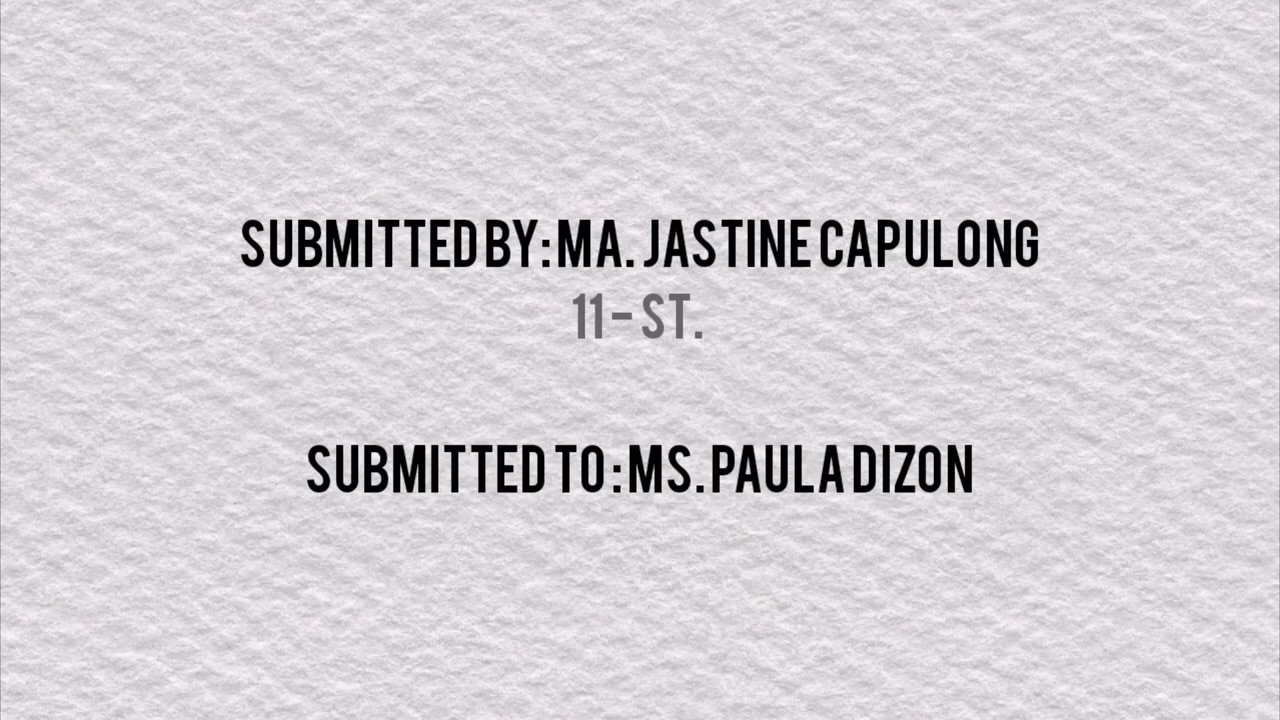 SUBMITTED BY: MA. JASTINE CAPULONG
11 - ST.
SUBMITTED TO: MS. PAULA DIZON